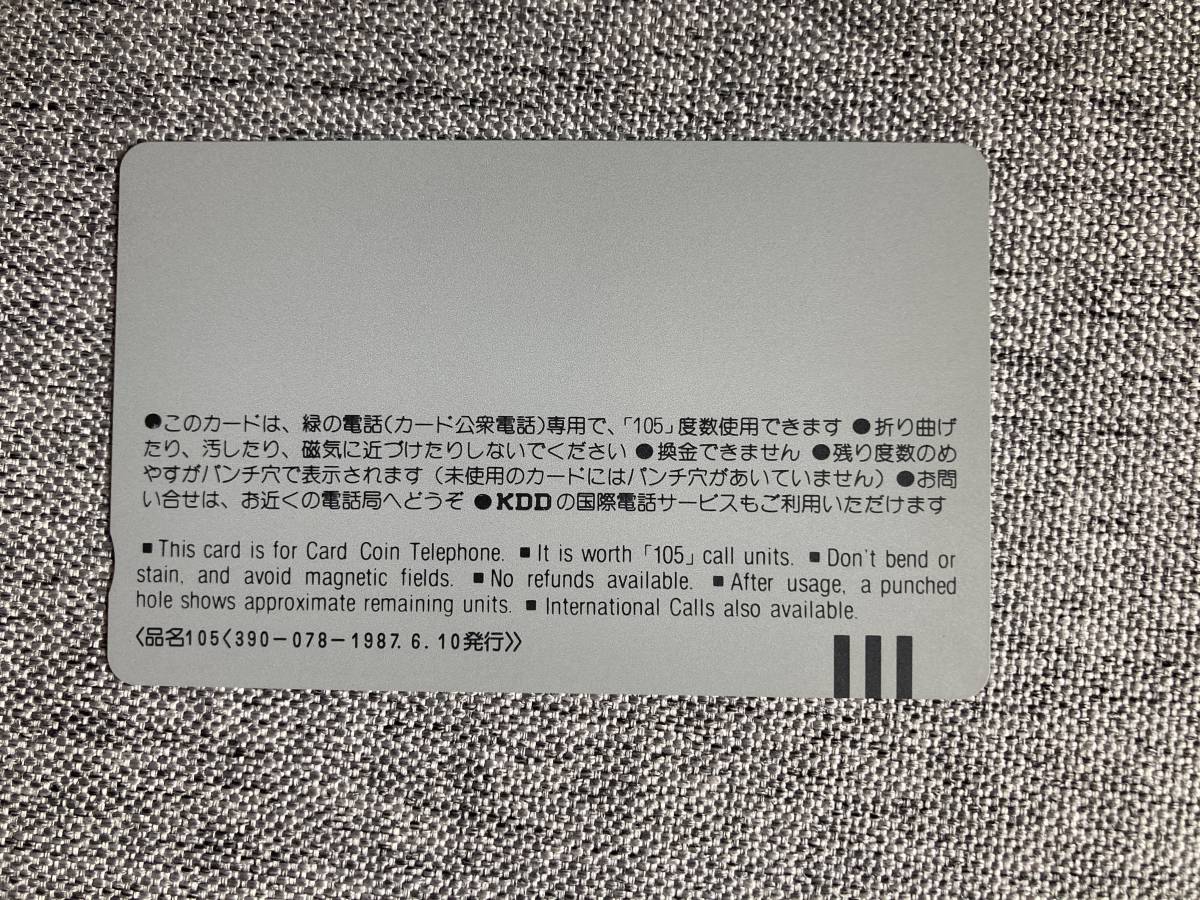 ●このカードは、緑の電話(カード公衆電話)専用で、「105」度数使用できます ●折り曲げ
たり、汚したり、磁気に近づけたりしないでください ●換金できません ●残り度数のめ
やすがパンチ穴で表示されます（未使用のカードにはパンチ穴があいていません）●お問
い合せは、お近くの電話局へどうぞ ●KDDの国際電話サービスもご利用いただけます
■This card is for Card Coin Telephone. ■It is worth「105」call units. ■Don't bend or
stain, and avoid magnetic fields. ■No refunds available. ■After usage, a punched
hole shows approximate remaining units. ■International Calls also available.
〈品名105〈390-078-1987. 6. 10発行〉〉